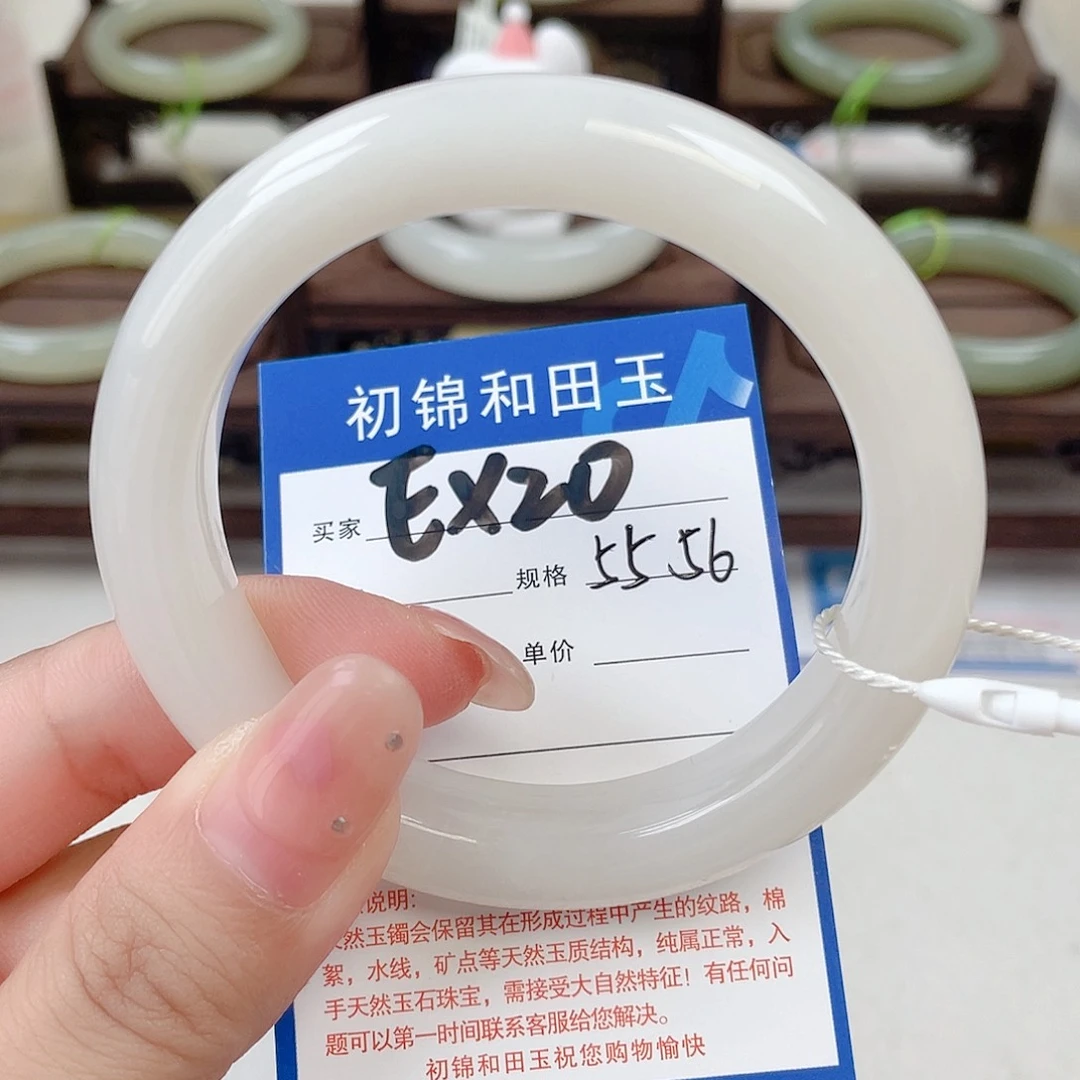 初锦和田玉
买家 EX20
规格 55.56
单价
说明:
然玉镯会保留其在形成过程中产生的纹路，棉
絮，水线，矿点等天然玉质结构，纯属正常，入
手天然玉石珠宝，需接受大自然特征！有任何问
题可以第一时间联系客服给您解决。
初锦和田玉祝您购物愉快